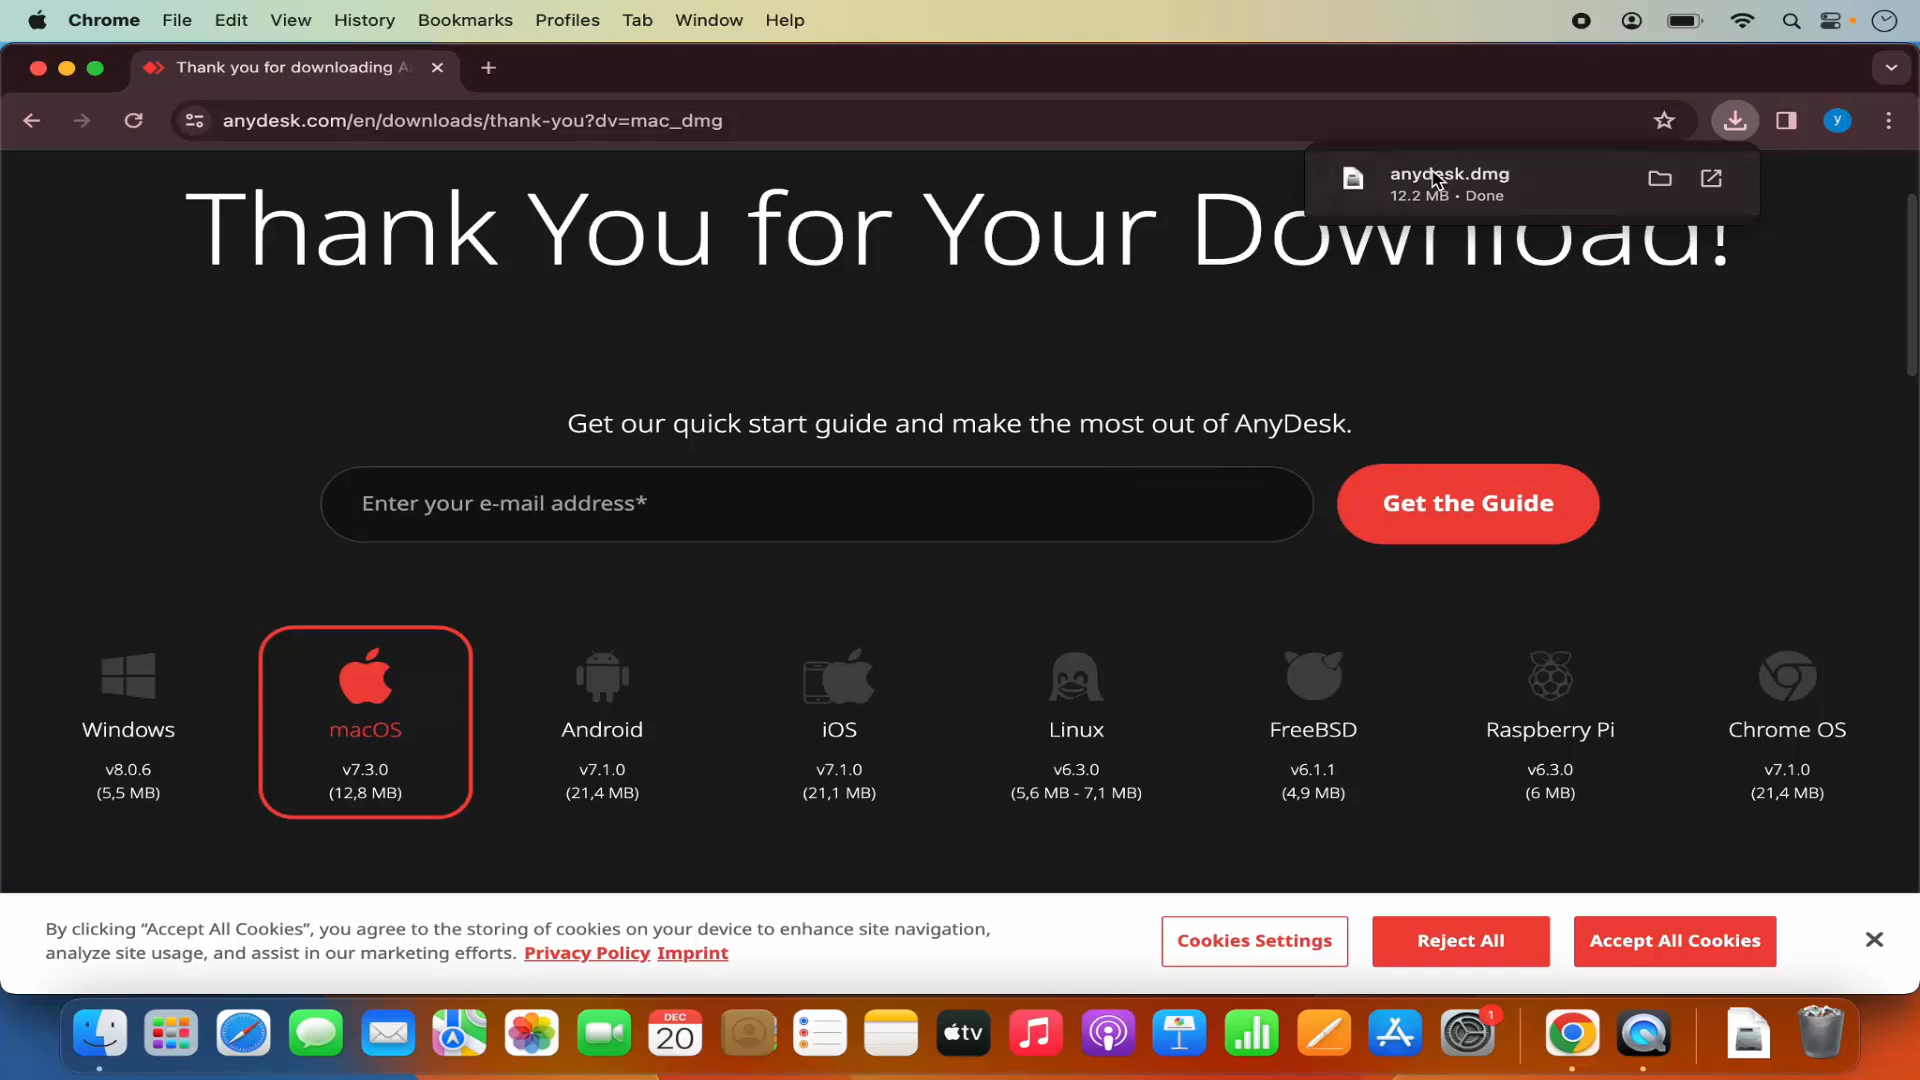 Chrome File Edit View History Bookmarks Profiles Tab Window Help
Thank you for downloading A
anydesk.com/en/downloads/thank-you?dv=mac_dmg
y
anydesk.dmg
12.2 MB • Done
Thank You for Your Download!
Get our quick start guide and make the most out of AnyDesk.
Enter your e-mail address*
Get the Guide
Windows macOS Android iOS Linux FreeBSD Raspberry Pi Chrome OS
v8.0.6 v7.3.0 v7.1.0 v7.1.0 v6.3.0 v6.1.1 v6.3.0 v7.1.0
(5,5 MB) (12,8 MB) (21,4 MB) (21,1 MB) (5,6 MB - 7,1 MB) (4,9 MB) (6 MB) (21,4 MB)
By clicking “Accept All Cookies”, you agree to the storing of cookies on your device to enhance site navigation,
analyze site usage, and assist in our marketing efforts. Privacy Policy Imprint
Cookies Settings
Reject All
Accept All Cookies
DEC
20
tv
1